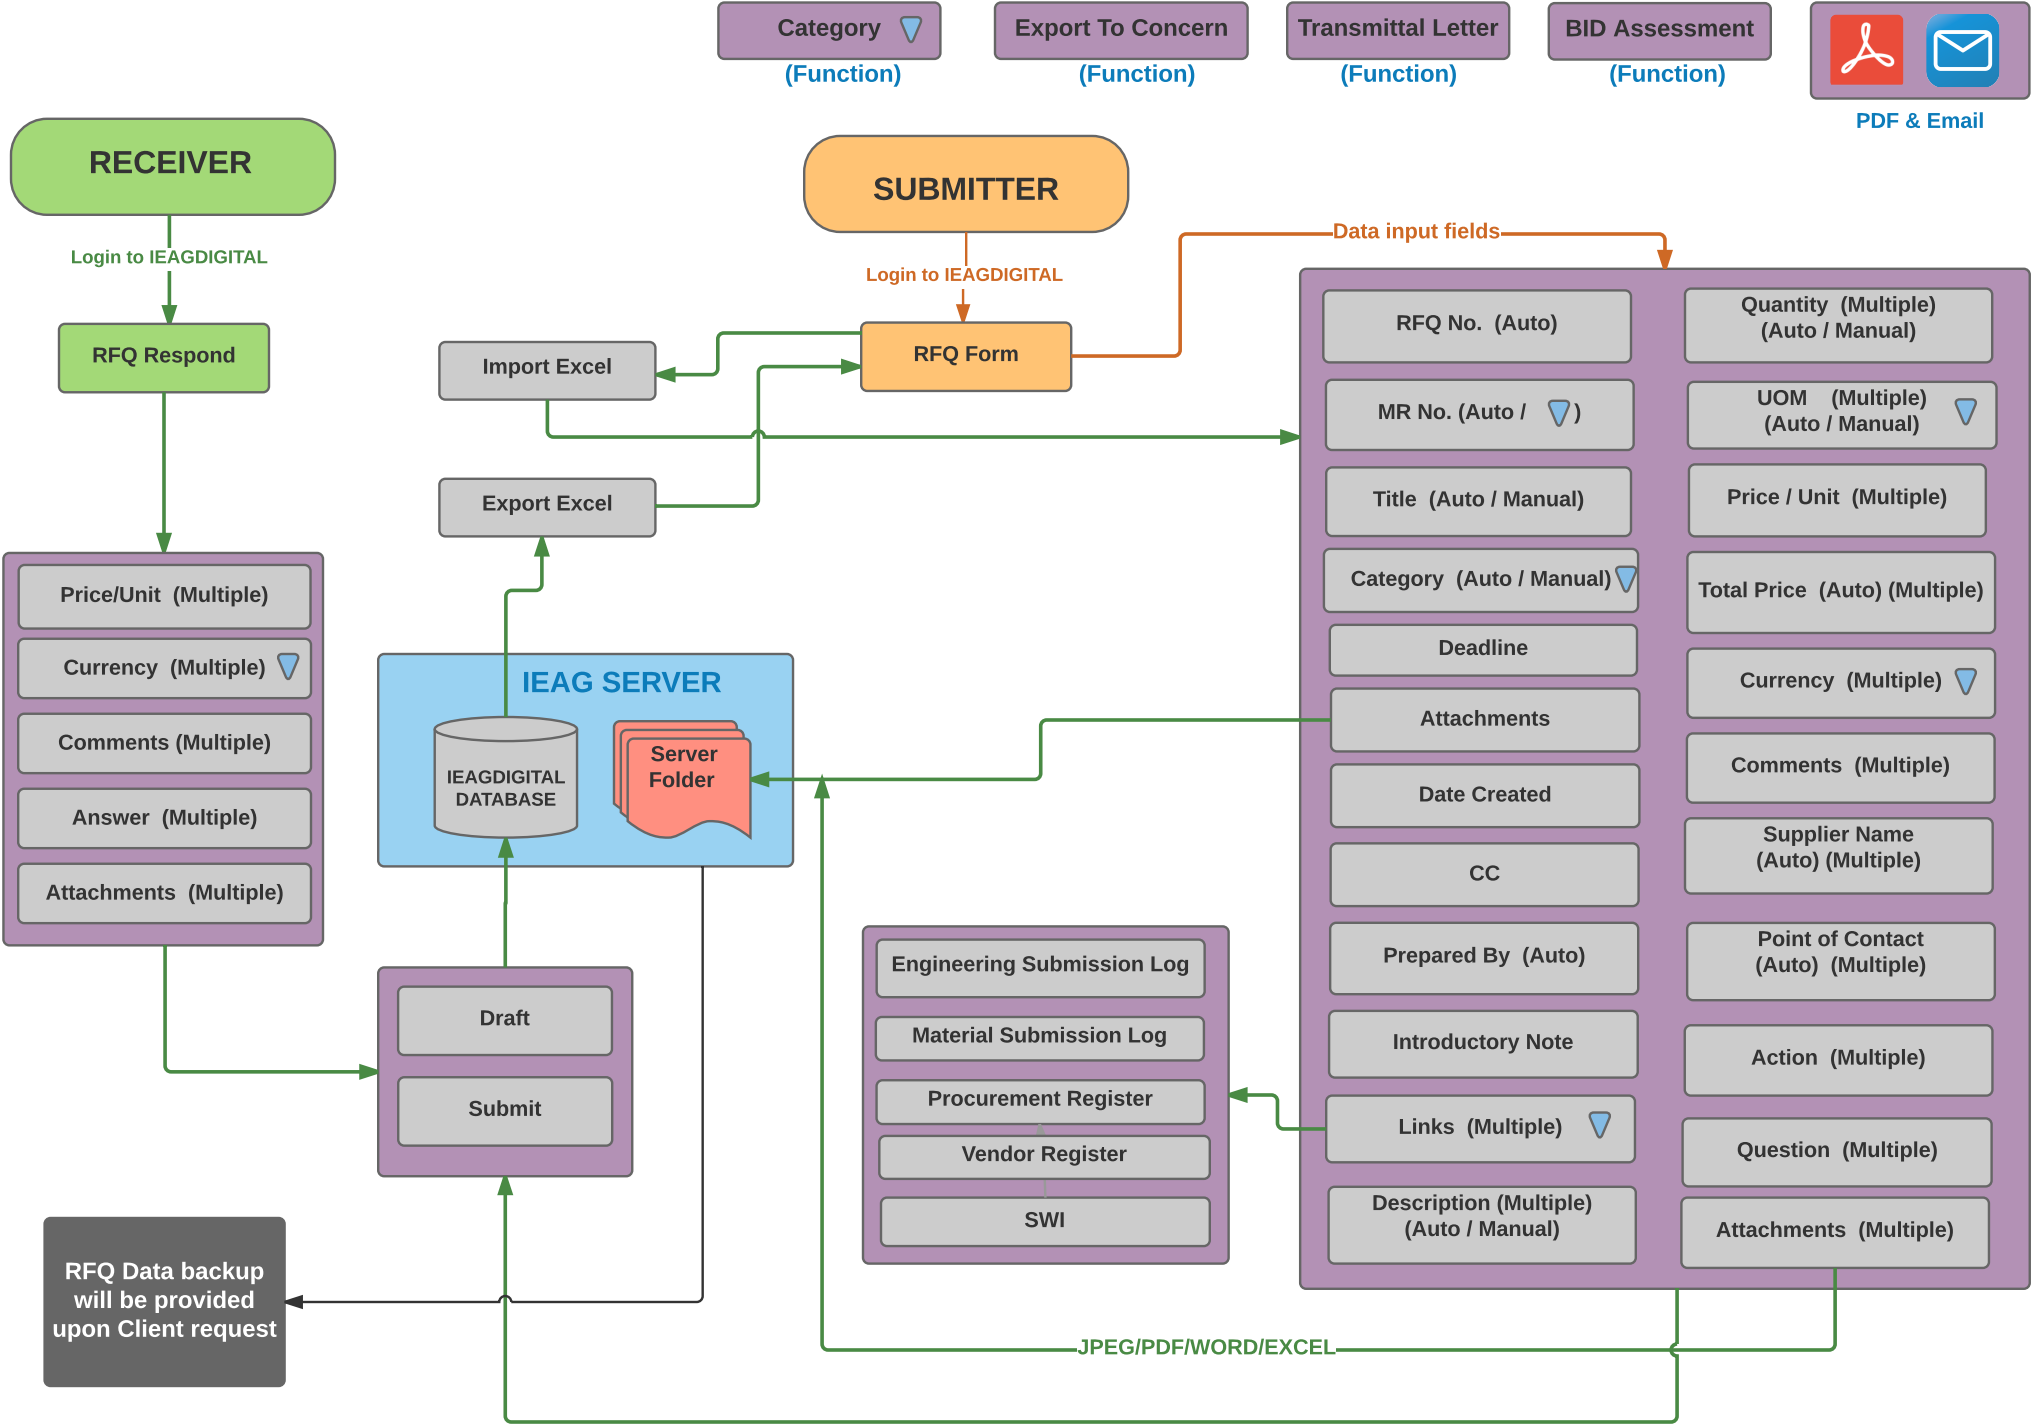 Category
(Function)
Export To Concern
(Function)
Transmittal Letter
(Function)
BID Assessment
(Function)
PDF & Email
RECEIVER
Login to IEAGDIGITAL
RFQ Respond
Price/Unit  (Multiple)
Currency  (Multiple)
Comments (Multiple)
Answer  (Multiple)
Attachments  (Multiple)
SUBMITTER
Login to IEAGDIGITAL
RFQ Form
Data input fields
Import Excel
Export Excel
IEAG SERVER
IEAGDIGITAL
DATABASE
Server
Folder
Draft
Submit
RFQ Data backup
will be provided
upon Client request
Engineering Submission Log
Material Submission Log
Procurement Register
Vendor Register
SWI
RFQ No.  (Auto)
MR No. (Auto / )
Title  (Auto / Manual)
Category  (Auto / Manual)
Deadline
Attachments
Date Created
CC
Prepared By  (Auto)
Introductory Note
Links  (Multiple)
Description (Multiple)
(Auto / Manual)
Quantity  (Multiple)
(Auto / Manual)
UOM    (Multiple)
(Auto / Manual)
Price / Unit  (Multiple)
Total Price  (Auto) (Multiple)
Currency  (Multiple)
Comments  (Multiple)
Supplier Name
(Auto) (Multiple)
Point of Contact
(Auto)  (Multiple)
Action  (Multiple)
Question  (Multiple)
Attachments  (Multiple)
JPEG/PDF/WORD/EXCEL